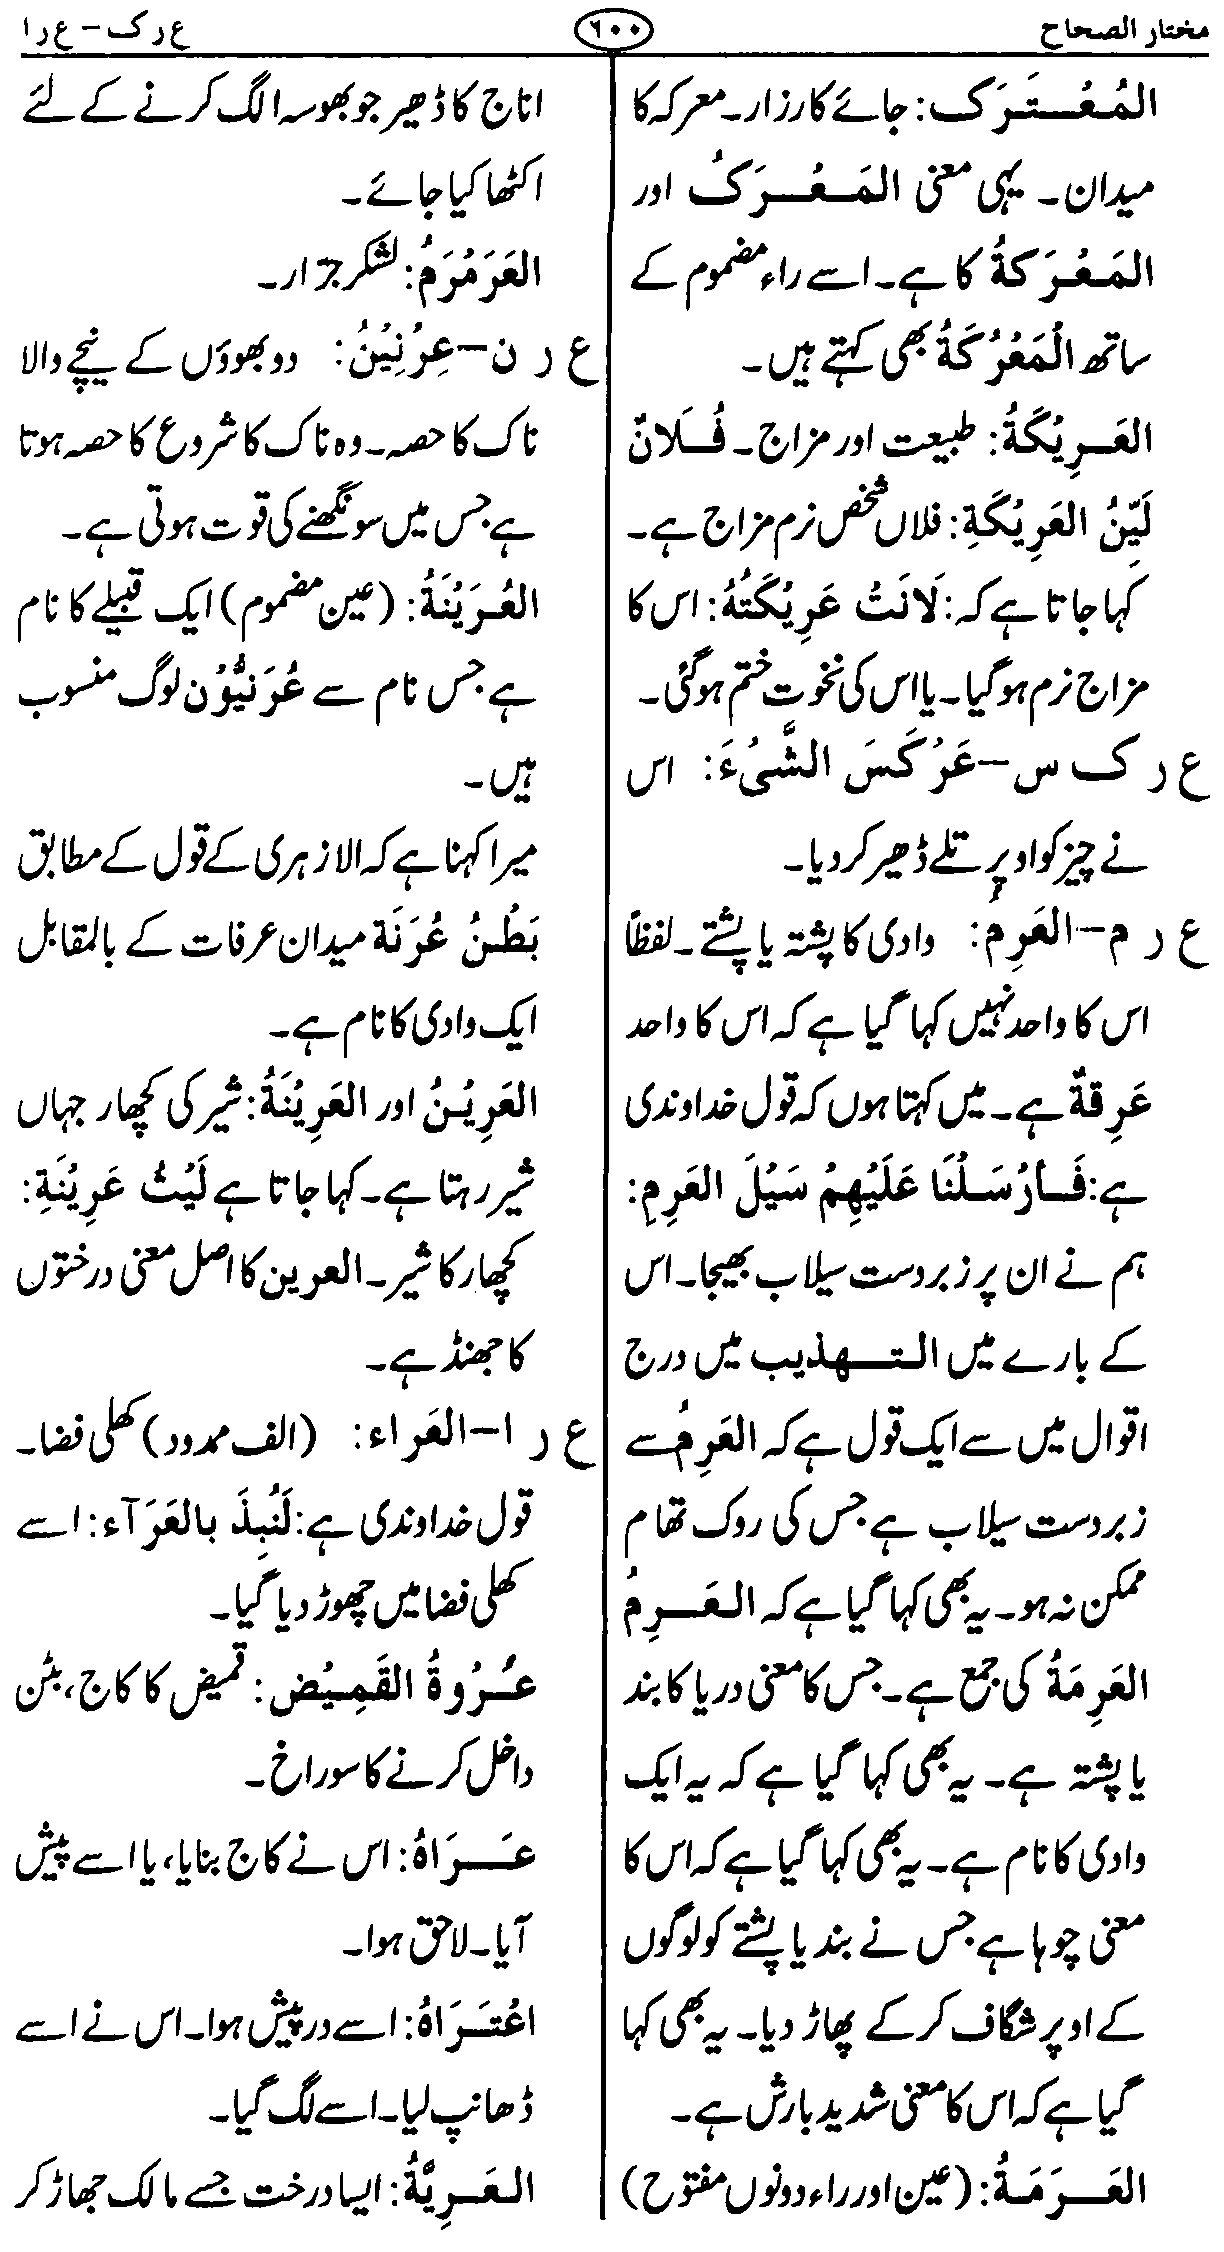 مختار الصحاح
٦٠٠
ع ر ک – ع ر ا
المُعْتَرَک: جائے کارزار۔ معرکہ کا
میدان۔ یہی معنی المَعْرَکُ اور
المَعْرَکَةُ کا ہے۔ اسے راء مضموم کے
ساتھ الْمَعْرُکَةُ بھی کہتے ہیں۔
العَرِیْکَةُ: طبیعت اور مزاج۔ فُلَانٌ
لَیِّنُ العَرِیْکَةِ: فلاں شخص نرم مزاج ہے۔
کہا جاتا ہے کہ: لَانَتْ عَرِیْکَتُهُ: اس کا
مزاج نرم ہوگیا۔ یا اس کی نخوت ختم ہوگئی۔
ع ر ک س – عَرْکَسَ الشَّیْءَ: اس
نے چیز کو اوپر تلے ڈھیر کر دیا۔
ع ر م – العَرِم: وادی کا پشتہ یا پشتے۔ لفظاً
اس کا واحد نہیں کہا گیا ہے کہ اس کا واحد
عَرِقَةٌ ہے۔ میں کہتا ہوں کہ قول خداوندی
ہے: فَأَرْسَلْنَا عَلَیْهِمْ سَیْلَ العَرِمِ:
ہم نے ان پر زبردست سیلاب بھیجا۔ اس
کے بارے میں التہذیب میں درج
اقوال میں سے ایک قول ہے کہ العَرِمُ سے
زبردست سیلاب ہے جس کی روک تھام
ممکن نہ ہو۔ یہ بھی کہا گیا ہے کہ العَرِمُ
العَرِمَةُ کی جمع ہے۔ جس کا معنی دریا کا بند
یا پشتہ ہے۔ یہ بھی کہا گیا ہے کہ یہ ایک
وادی کا نام ہے۔ یہ بھی کہا گیا ہے کہ اس کا
معنی چوہا ہے جس نے بند یا پشتے کو لوگوں
کے اوپر شگاف کر کے پھاڑ دیا۔ یہ بھی کہا
گیا ہے کہ اس کا معنی شدید بارش ہے۔
العَرَمَةُ: (عین اور راء دونوں مفتوح)
اناج کا ڈھیر جو بھوسہ الگ کرنے کے لئے
اکٹھا کیا جائے۔
العَرَمْرَمُ: لشکر جرّار۔
ع ر ن – عِرْنِیْنُ: دو بھوؤں کے نیچے والا
ناک کا حصہ۔ وہ ناک کا شروع کا حصہ ہوتا
ہے جس میں سونگھنے کی قوت ہوتی ہے۔
العُرَیْنَةُ: (عین مضموم) ایک قبیلے کا نام
ہے جس نام سے عُرَنِیُّوْن لوگ منسوب
ہیں۔
میرا کہنا ہے کہ الازہری کے قول کے مطابق
بَطْنُ عُرَنَة میدان عرفات کے بالمقابل
ایک وادی کا نام ہے۔
العَرِیْنُ اور العَرِیْنَةُ: شیر کی کچھار جہاں
شیر رہتا ہے۔ کہا جاتا ہے لَیْثُ عَرِیْنَةِ:
کچھار کا شیر۔ العرین کا اصل معنی درختوں
کا جھنڈ ہے۔
ع ر ا – العَراء: (الف ممدود) کھلی فضا۔
قول خداوندی ہے: لَنُبِذَ بالعَرَآء: اسے
کھلی فضا میں چھوڑ دیا گیا۔
عُرْوَةُ القَمِیْض: قمیض کا کاج، بٹن
داخل کرنے کا سوراخ۔
عَرَاهُ: اس نے کاج بنایا، یا اسے پیش
آیا۔ لاحق ہوا۔
اعْتَرَاهُ: اسے درپیش ہوا۔ اس نے اسے
ڈھانپ لیا۔ اسے لگ گیا۔
العَرِیَّةُ: ایسا درخت جسے مالک جھاڑ کر